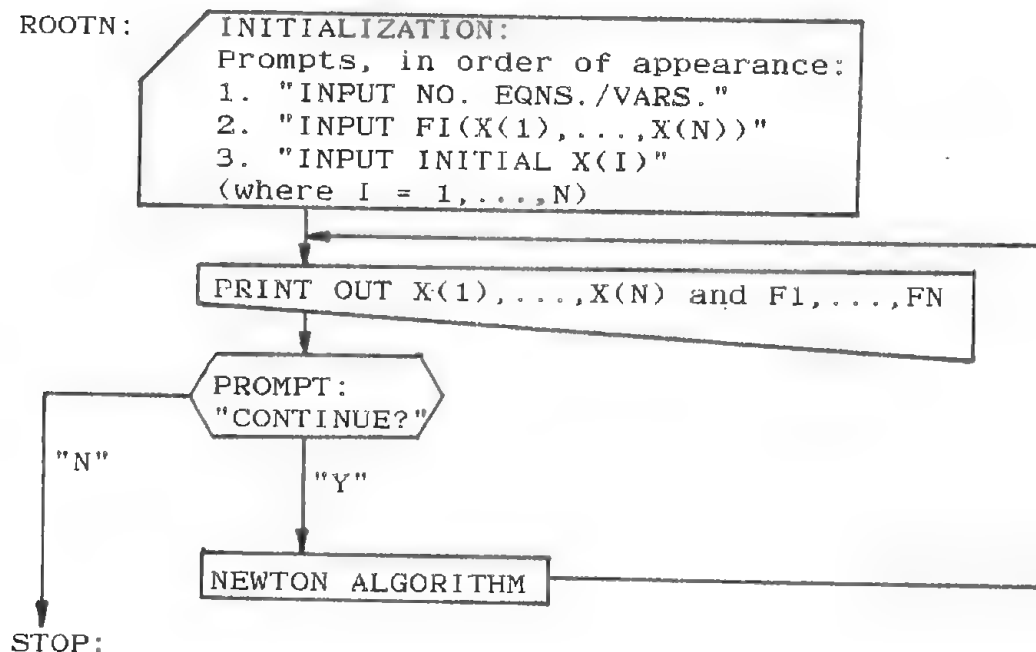 ROOTN:
INITIALIZATION:
Prompts, in order of appearance:
1. "INPUT NO. EQNS./VARS."
2. "INPUT FI(X(1),...,X(N))"
3. "INPUT INITIAL X(I)"
(where I = 1,...,N)
PRINT OUT X(1),...,X(N) and F1,...,FN
PROMPT:
"CONTINUE?"
"N"
"Y"
NEWTON ALGORITHM
STOP: